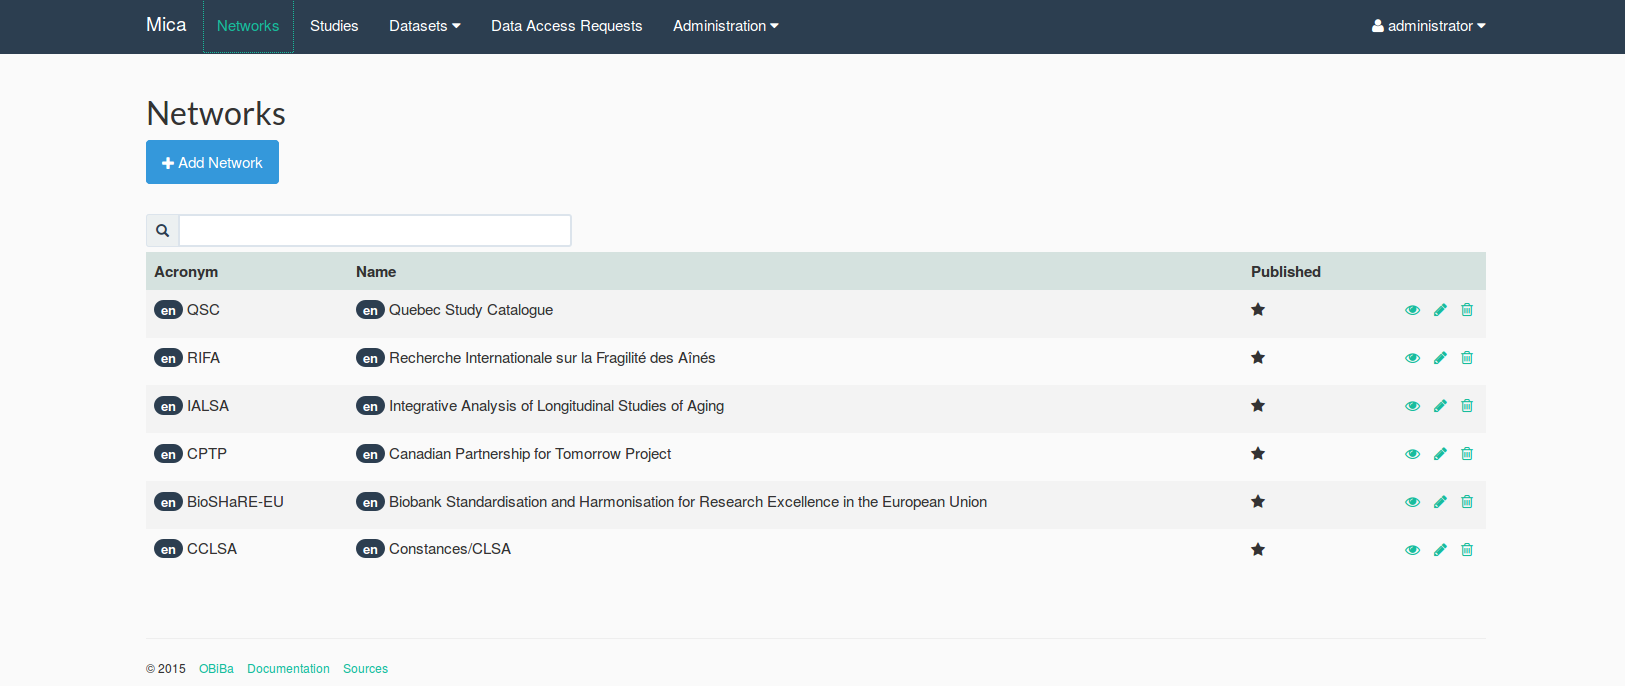 Mica Networks Studies Datasets Data Access Requests Administration administrator
Networks
Add Network
Acronym Name Published
en QSC en Quebec Study Catalogue
en RIFA en Recherche Internationale sur la Fragilité des Aînés
en IALSA en Integrative Analysis of Longitudinal Studies of Aging
en CPTP en Canadian Partnership for Tomorrow Project
en BioSHaRE-EU en Biobank Standardisation and Harmonisation for Research Excellence in the European Union
en CCLSA en Constances/CLSA
© 2015 OBiBa Documentation Sources